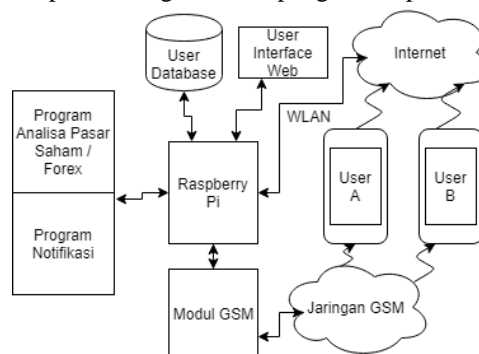 User
Database
User
Interface
Web
Internet
WLAN
Program
Analisa Pasar
Saham /
Forex
Program
Notifikasi
Raspberry
Pi
User
A
User
B
Modul GSM
Jaringan GSM